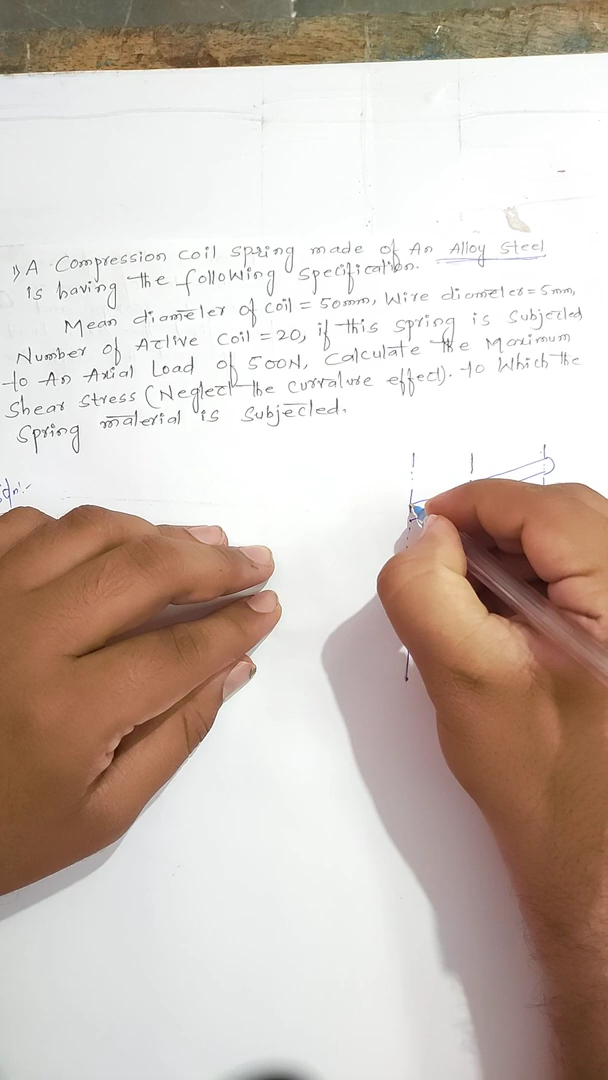 1) A Compression coil spring made of An Alloy Steel
is having the following Specification.
Mean diameter of coil = 50mm, Wire diameter = 5mm,
Number of Active coil = 20, if this spring is Subjected
to An Axial Load of 500N, Calculate the Maximum
Shear Stress (Neglect the curvature effect). to Which the
Spring material is Subjected.